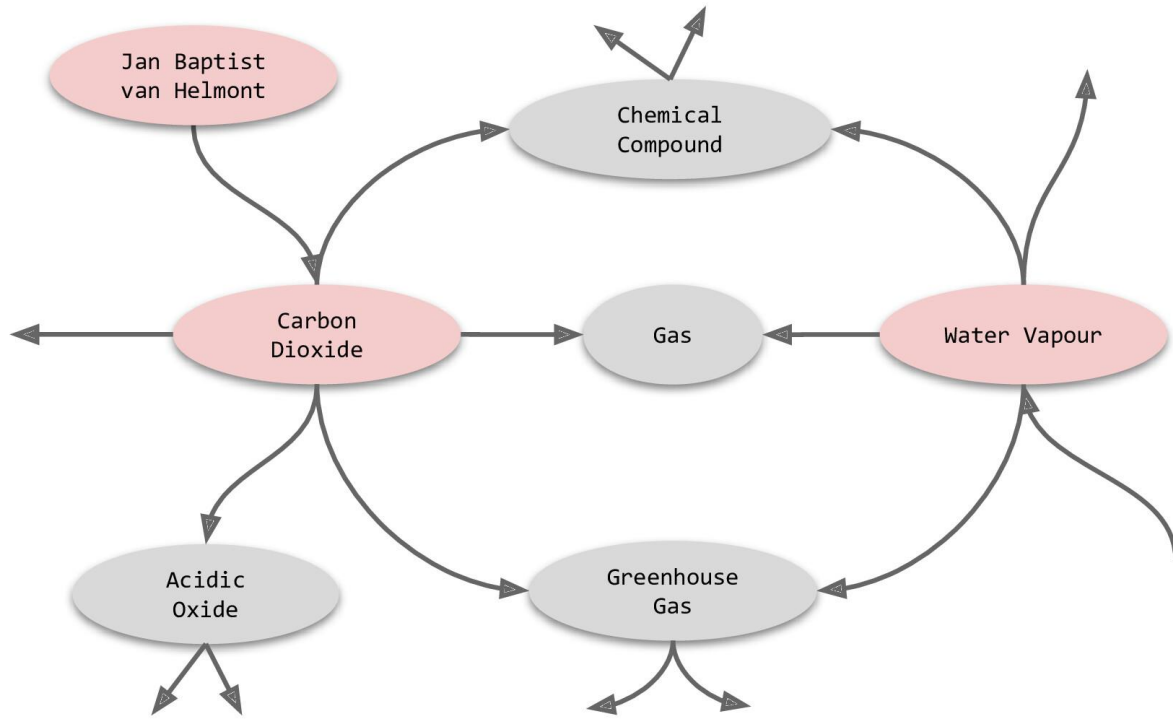 Jan Baptist
van Helmont
Chemical
Compound
Carbon
Dioxide
Gas
Water Vapour
Acidic
Oxide
Greenhouse
Gas